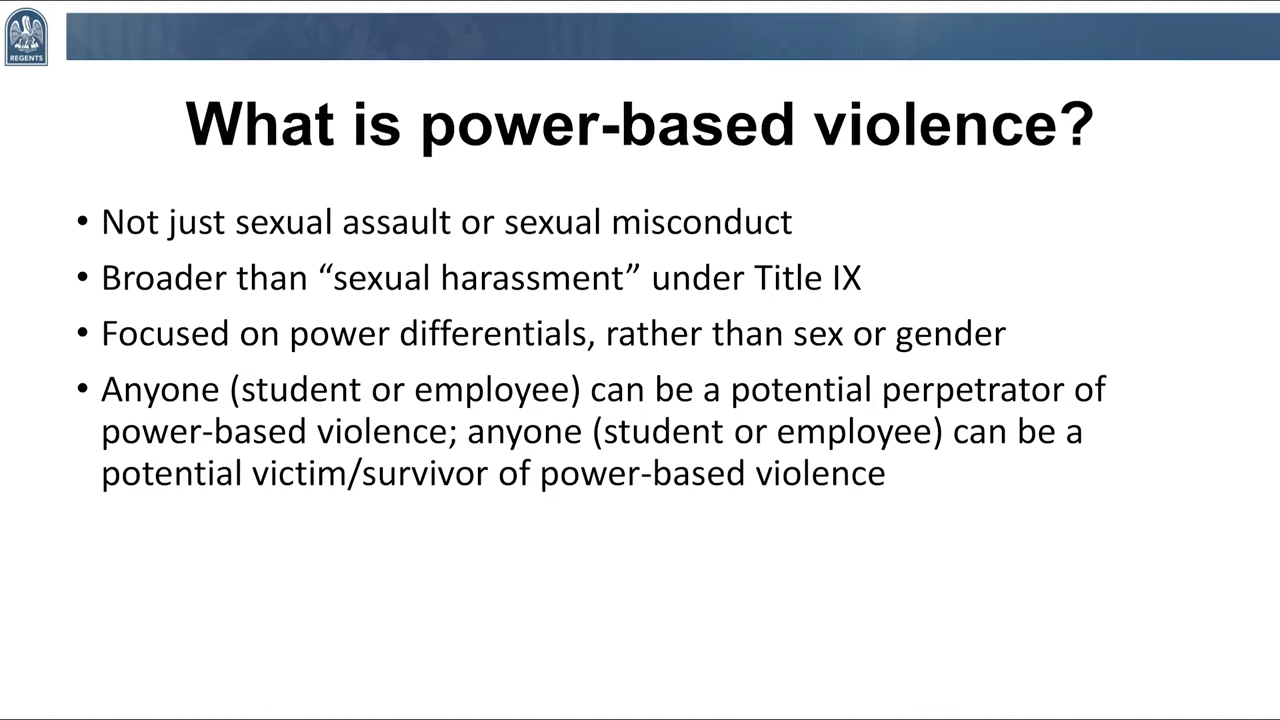 REGENTS
What is power-based violence?
• Not just sexual assault or sexual misconduct
• Broader than “sexual harassment” under Title IX
• Focused on power differentials, rather than sex or gender
• Anyone (student or employee) can be a potential perpetrator of
power-based violence; anyone (student or employee) can be a
potential victim/survivor of power-based violence